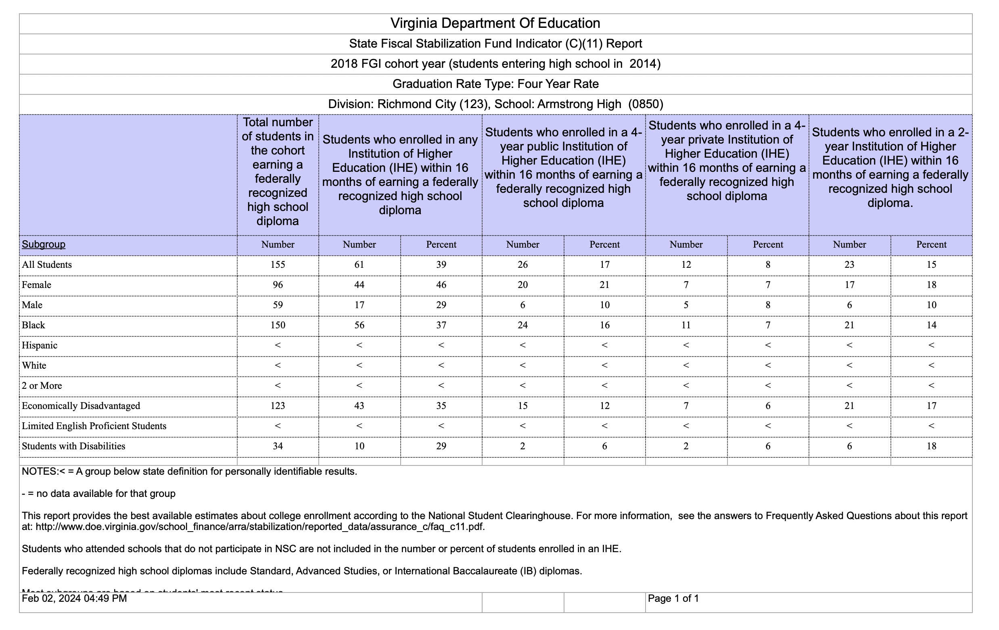 Virginia Department Of Education
State Fiscal Stabilization Fund Indicator (C)(11) Report
2018 FGI cohort year (students entering high school in  2014)
Graduation Rate Type: Four Year Rate
Division: Richmond City (123), School: Armstrong High  (0850)
Total number
of students in
the cohort
earning a
federally
recognized
high school
diploma
Students who enrolled in any
Institution of Higher
Education (IHE) within 16
months of earning a federally
recognized high school
diploma
Students who enrolled in a 4-
year public Institution of
Higher Education (IHE)
within 16 months of earning a
federally recognized high
school diploma
Students who enrolled in a 4-
year private Institution of
Higher Education (IHE)
within 16 months of earning a
federally recognized high
school diploma
Students who enrolled in a 2-
year Institution of Higher
Education (IHE) within 16
months of earning a federally
recognized high school
diploma.
Subgroup Number Number Percent Number Percent Number Percent Number Percent
All Students 155 61 39 26 17 12 8 23 15
Female 96 44 46 20 21 7 7 17 18
Male 59 17 29 6 10 5 8 6 10
Black 150 56 37 24 16 11 7 21 14
Hispanic < < < < < < < < <
White < < < < < < < < <
2 or More < < < < < < < < <
Economically Disadvantaged 123 43 35 15 12 7 6 21 17
Limited English Proficient Students < < < < < < < < <
Students with Disabilities 34 10 29 2 6 2 6 6 18
NOTES:< = A group below state definition for personally identifiable results.
- = no data available for that group
This report provides the best available estimates about college enrollment according to the National Student Clearinghouse. For more information,  see the answers to Frequently Asked Questions about this report
at: http://www.doe.virginia.gov/school_finance/arra/stabilization/reported_data/assurance_c/faq_c11.pdf.
Students who attended schools that do not participate in NSC are not included in the number or percent of students enrolled in an IHE.
Federally recognized high school diplomas include Standard, Advanced Studies, or International Baccalaureate (IB) diplomas.
Most subgroups are based on students' most recent status
Feb 02, 2024 04:49 PM Page 1 of 1